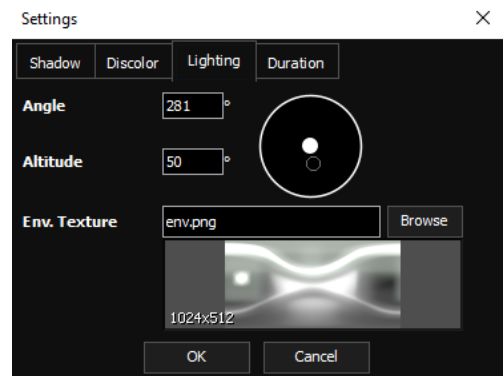 Settings
Shadow Discolor Lighting Duration
Angle 281 °
Altitude 50 °
Env. Texture env.png Browse
1024x512
OK Cancel